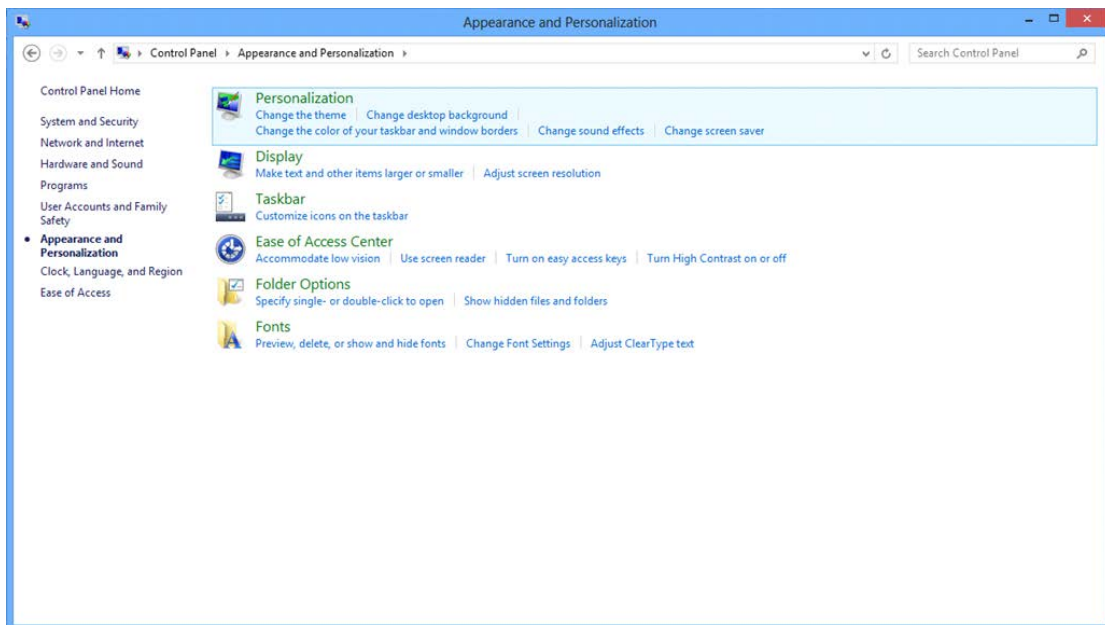 Appearance and Personalization
Control Panel Appearance and Personalization
Search Control Panel
Control Panel Home
System and Security
Network and Internet
Hardware and Sound
Programs
User Accounts and Family
Safety
Appearance and
Personalization
Clock, Language, and Region
Ease of Access
Personalization
Change the theme Change desktop background
Change the color of your taskbar and window borders Change sound effects Change screen saver
Display
Make text and other items larger or smaller Adjust screen resolution
Taskbar
Customize icons on the taskbar
Ease of Access Center
Accommodate low vision Use screen reader Turn on easy access keys Turn High Contrast on or off
Folder Options
Specify single- or double-click to open Show hidden files and folders
Fonts
Preview, delete, or show and hide fonts Change Font Settings Adjust ClearType text